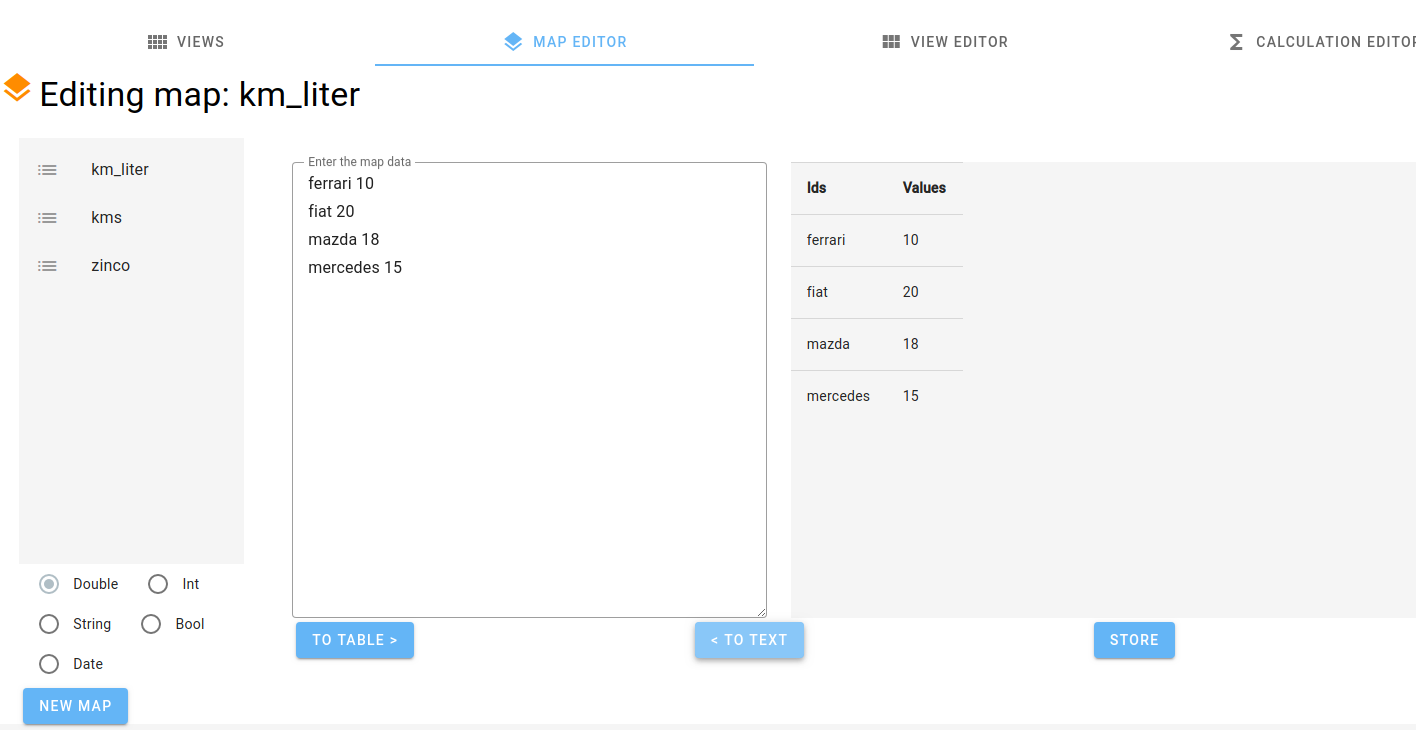 VIEWS
MAP EDITOR
VIEW EDITOR
CALCULATION EDITOR
Editing map: km_liter
km_liter
kms
zinco
Double
Int
String
Bool
Date
NEW MAP
Enter the map data
ferrari 10
fiat 20
mazda 18
mercedes 15
TO TABLE >
< TO TEXT
Ids Values
ferrari 10
fiat 20
mazda 18
mercedes 15
STORE